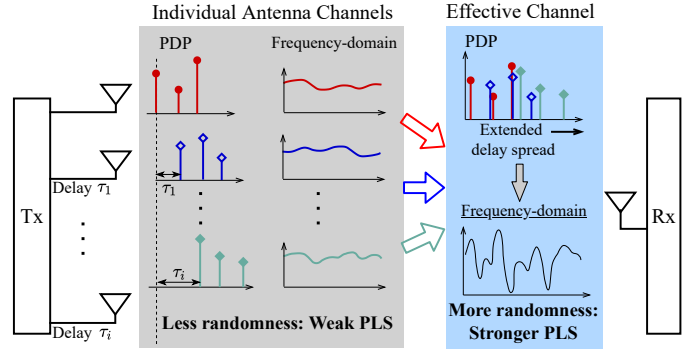 Individual Antenna Channels
Effective Channel
PDP
Frequency-domain
PDP
Extended
delay spread
Delay τ₁
τ₁
Tx
Rx
Frequency-domain
τᵢ
Delay τᵢ
Less randomness: Weak PLS
More randomness:
Stronger PLS